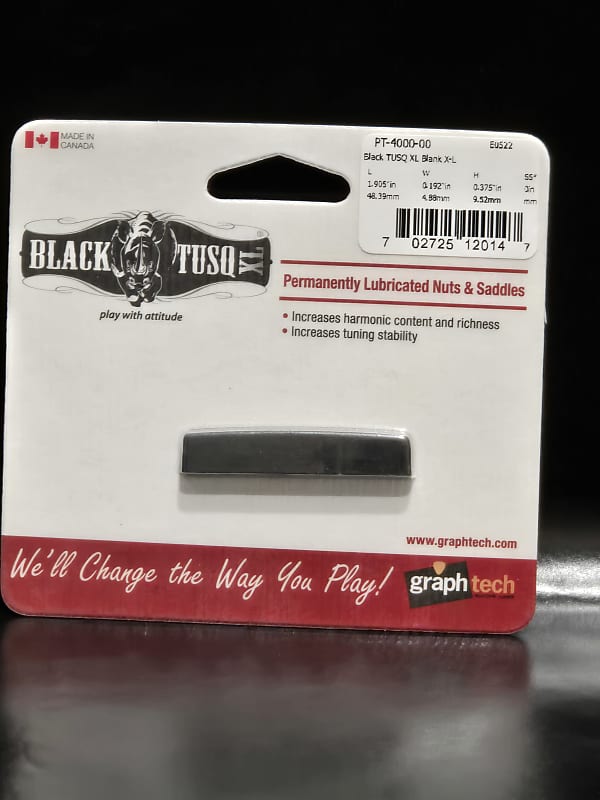 MADE IN
CANADA
PT-4000-00 E0522
Black TUSQ XL Blank X-L
L W H SS*
1.905"in 0.192"in 0.375"in 0in
48.39mm 4.88mm 9.52mm mm
7 02725 12014 7
BLACK TUSQ XL
®
play with attitude
Permanently Lubricated Nuts & Saddles
• Increases harmonic content and richness
• Increases tuning stability
www.graphtech.com
We'll Change the Way You Play!
graph tech